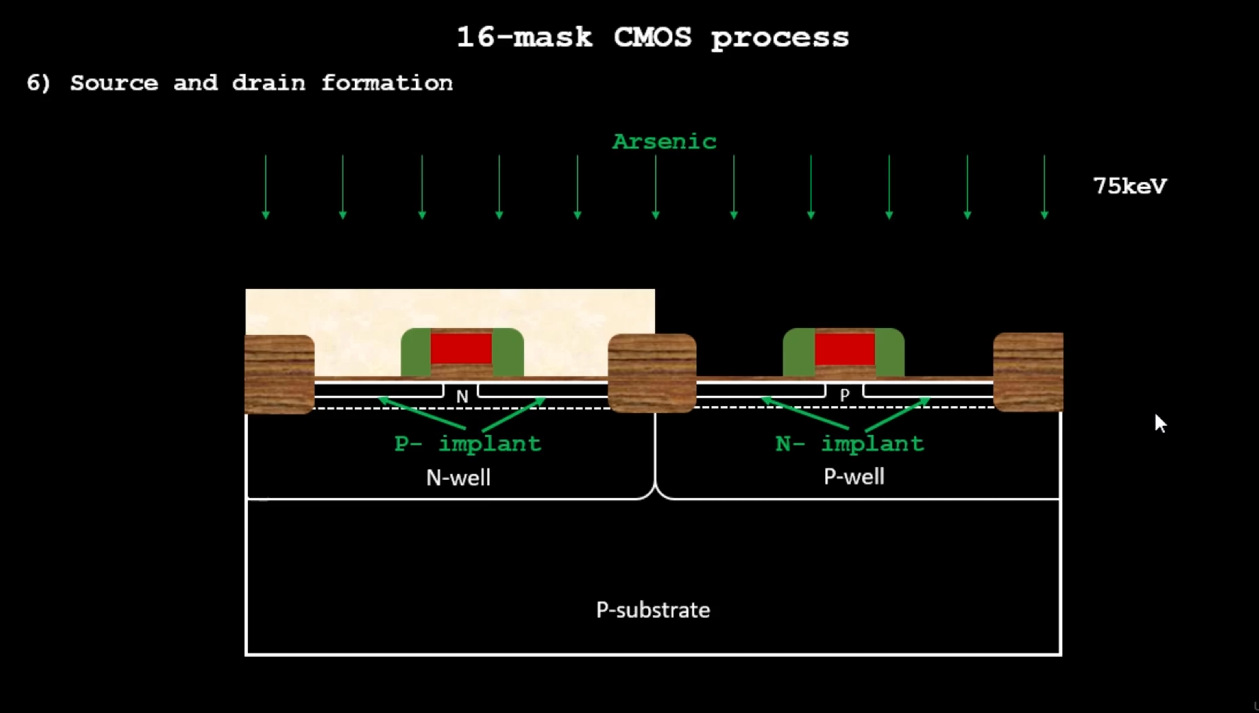 16-mask CMOS process
6) Source and drain formation
Arsenic
75keV
N
P
P- implant
N- implant
N-well
P-well
P-substrate